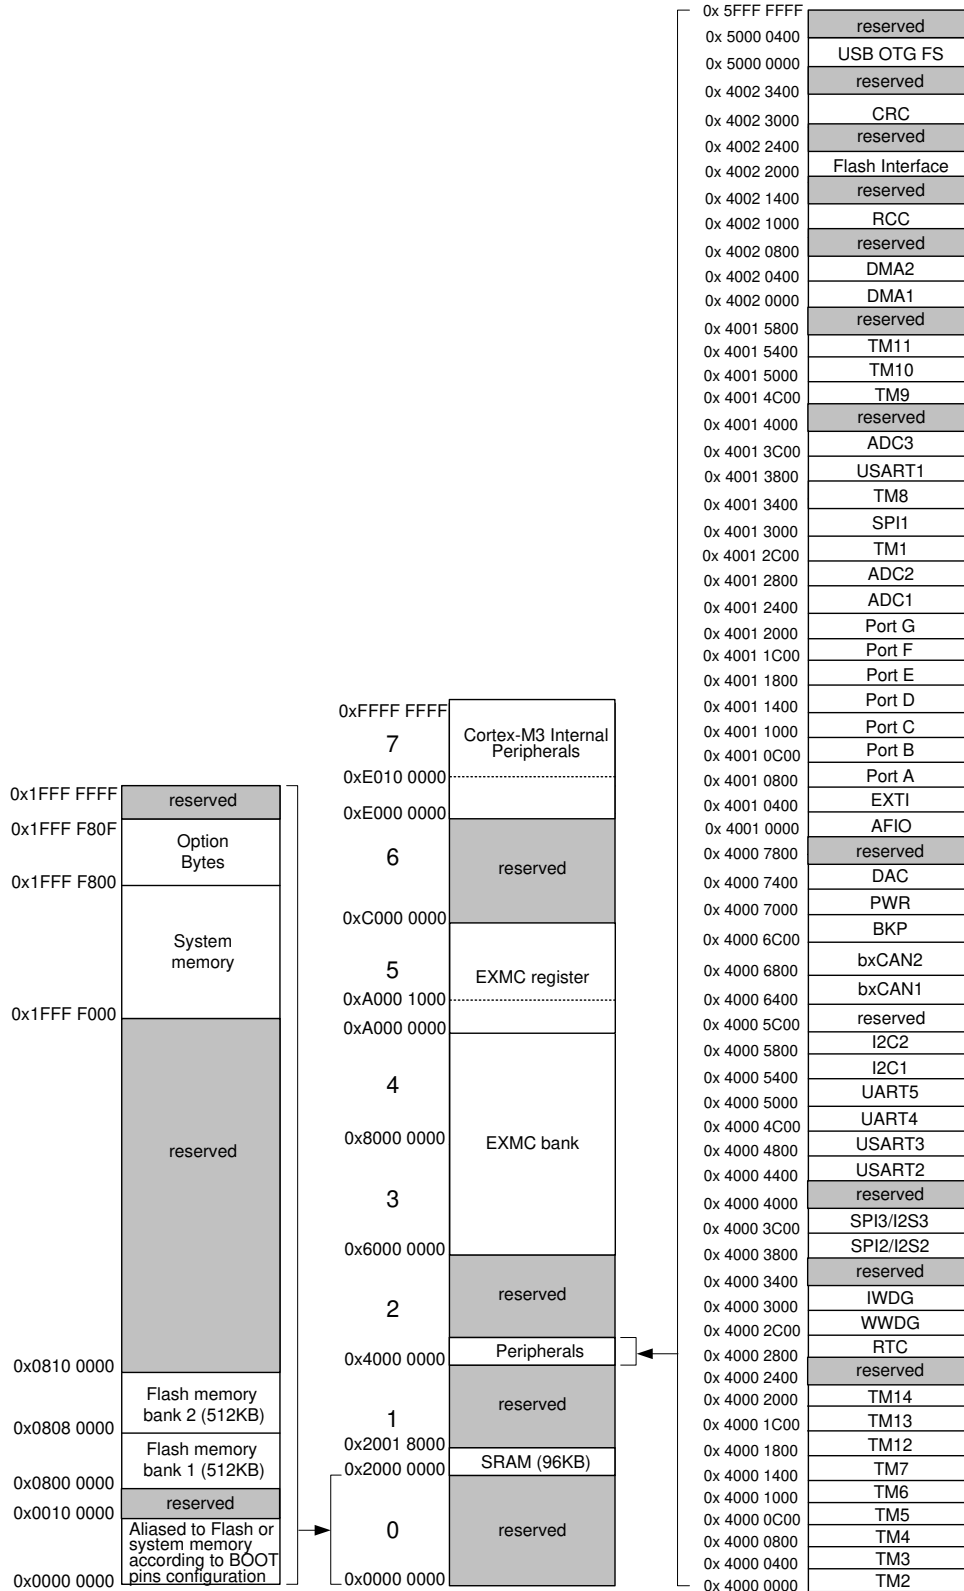 0x1FFF FFFF
reserved
0x1FFF F80F
Option
Bytes
0x1FFF F800
System
memory
0x1FFF F000
reserved
0x0810 0000
Flash memory
bank 2 (512KB)
0x0808 0000
Flash memory
bank 1 (512KB)
0x0800 0000
reserved
0x0010 0000
Aliased to Flash or
system memory
according to BOOT
pins configuration
0x0000 0000
0xFFFF FFFF
7
Cortex-M3 Internal
Peripherals
0xE010 0000
0xE000 0000
6
reserved
0xC000 0000
5
EXMC register
0xA000 1000
0xA000 0000
4
0x8000 0000
EXMC bank
3
0x6000 0000
reserved
2
0x4000 0000
Peripherals
reserved
1
0x2001 8000
SRAM (96KB)
0x2000 0000
0
reserved
0x0000 0000
0x 5FFF FFFF
reserved
0x 5000 0400
USB OTG FS
0x 5000 0000
reserved
0x 4002 3400
CRC
0x 4002 3000
reserved
0x 4002 2400
Flash Interface
0x 4002 2000
reserved
0x 4002 1400
RCC
0x 4002 1000
reserved
0x 4002 0800
DMA2
0x 4002 0400
DMA1
0x 4002 0000
reserved
0x 4001 5800
TM11
0x 4001 5400
TM10
0x 4001 5000
TM9
0x 4001 4C00
reserved
0x 4001 4000
ADC3
0x 4001 3C00
USART1
0x 4001 3800
TM8
0x 4001 3400
SPI1
0x 4001 3000
TM1
0x 4001 2C00
ADC2
0x 4001 2800
ADC1
0x 4001 2400
Port G
0x 4001 2000
Port F
0x 4001 1C00
Port E
0x 4001 1800
Port D
0x 4001 1400
Port C
0x 4001 1000
Port B
0x 4001 0C00
Port A
0x 4001 0800
EXTI
0x 4001 0400
AFIO
0x 4001 0000
reserved
0x 4000 7800
DAC
0x 4000 7400
PWR
0x 4000 7000
BKP
0x 4000 6C00
bxCAN2
0x 4000 6800
bxCAN1
0x 4000 6400
reserved
0x 4000 5C00
I2C2
0x 4000 5800
I2C1
0x 4000 5400
UART5
0x 4000 5000
UART4
0x 4000 4C00
USART3
0x 4000 4800
USART2
0x 4000 4400
reserved
0x 4000 4000
SPI3/I2S3
0x 4000 3C00
SPI2/I2S2
0x 4000 3800
reserved
0x 4000 3400
IWDG
0x 4000 3000
WWDG
0x 4000 2C00
RTC
0x 4000 2800
reserved
0x 4000 2400
TM14
0x 4000 2000
TM13
0x 4000 1C00
TM12
0x 4000 1800
TM7
0x 4000 1400
TM6
0x 4000 1000
TM5
0x 4000 0C00
TM4
0x 4000 0800
TM3
0x 4000 0400
TM2
0x 4000 0000